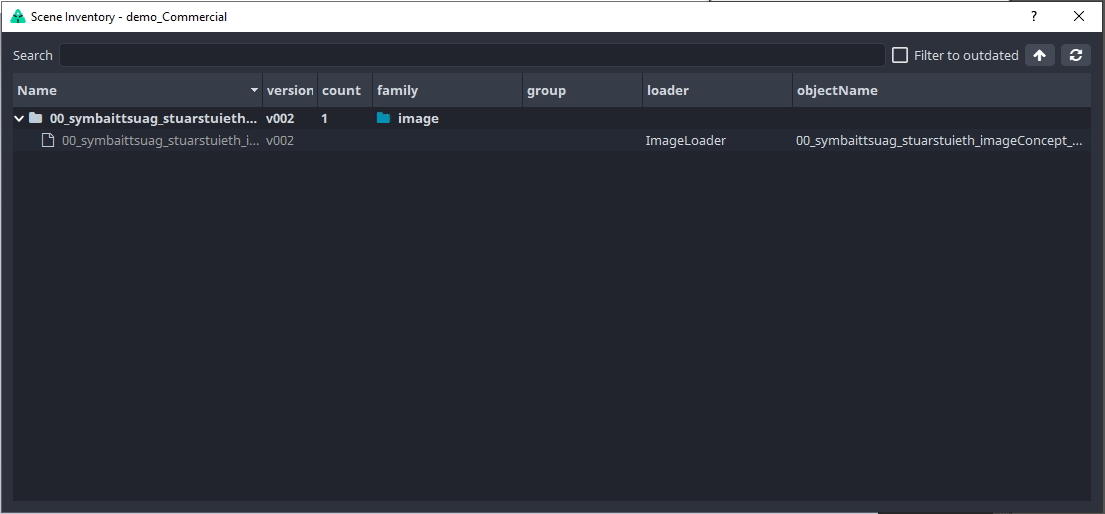 Scene Inventory - demo_Commercial ?
Search Filter to outdated
Name version count family group loader objectName
00_symbaittsuag_stuarstuieth... v002 1 image
00_symbaittsuag_stuarstuieth_i... v002 ImageLoader 00_symbaittsuag_stuarstuieth_imageConcept_...